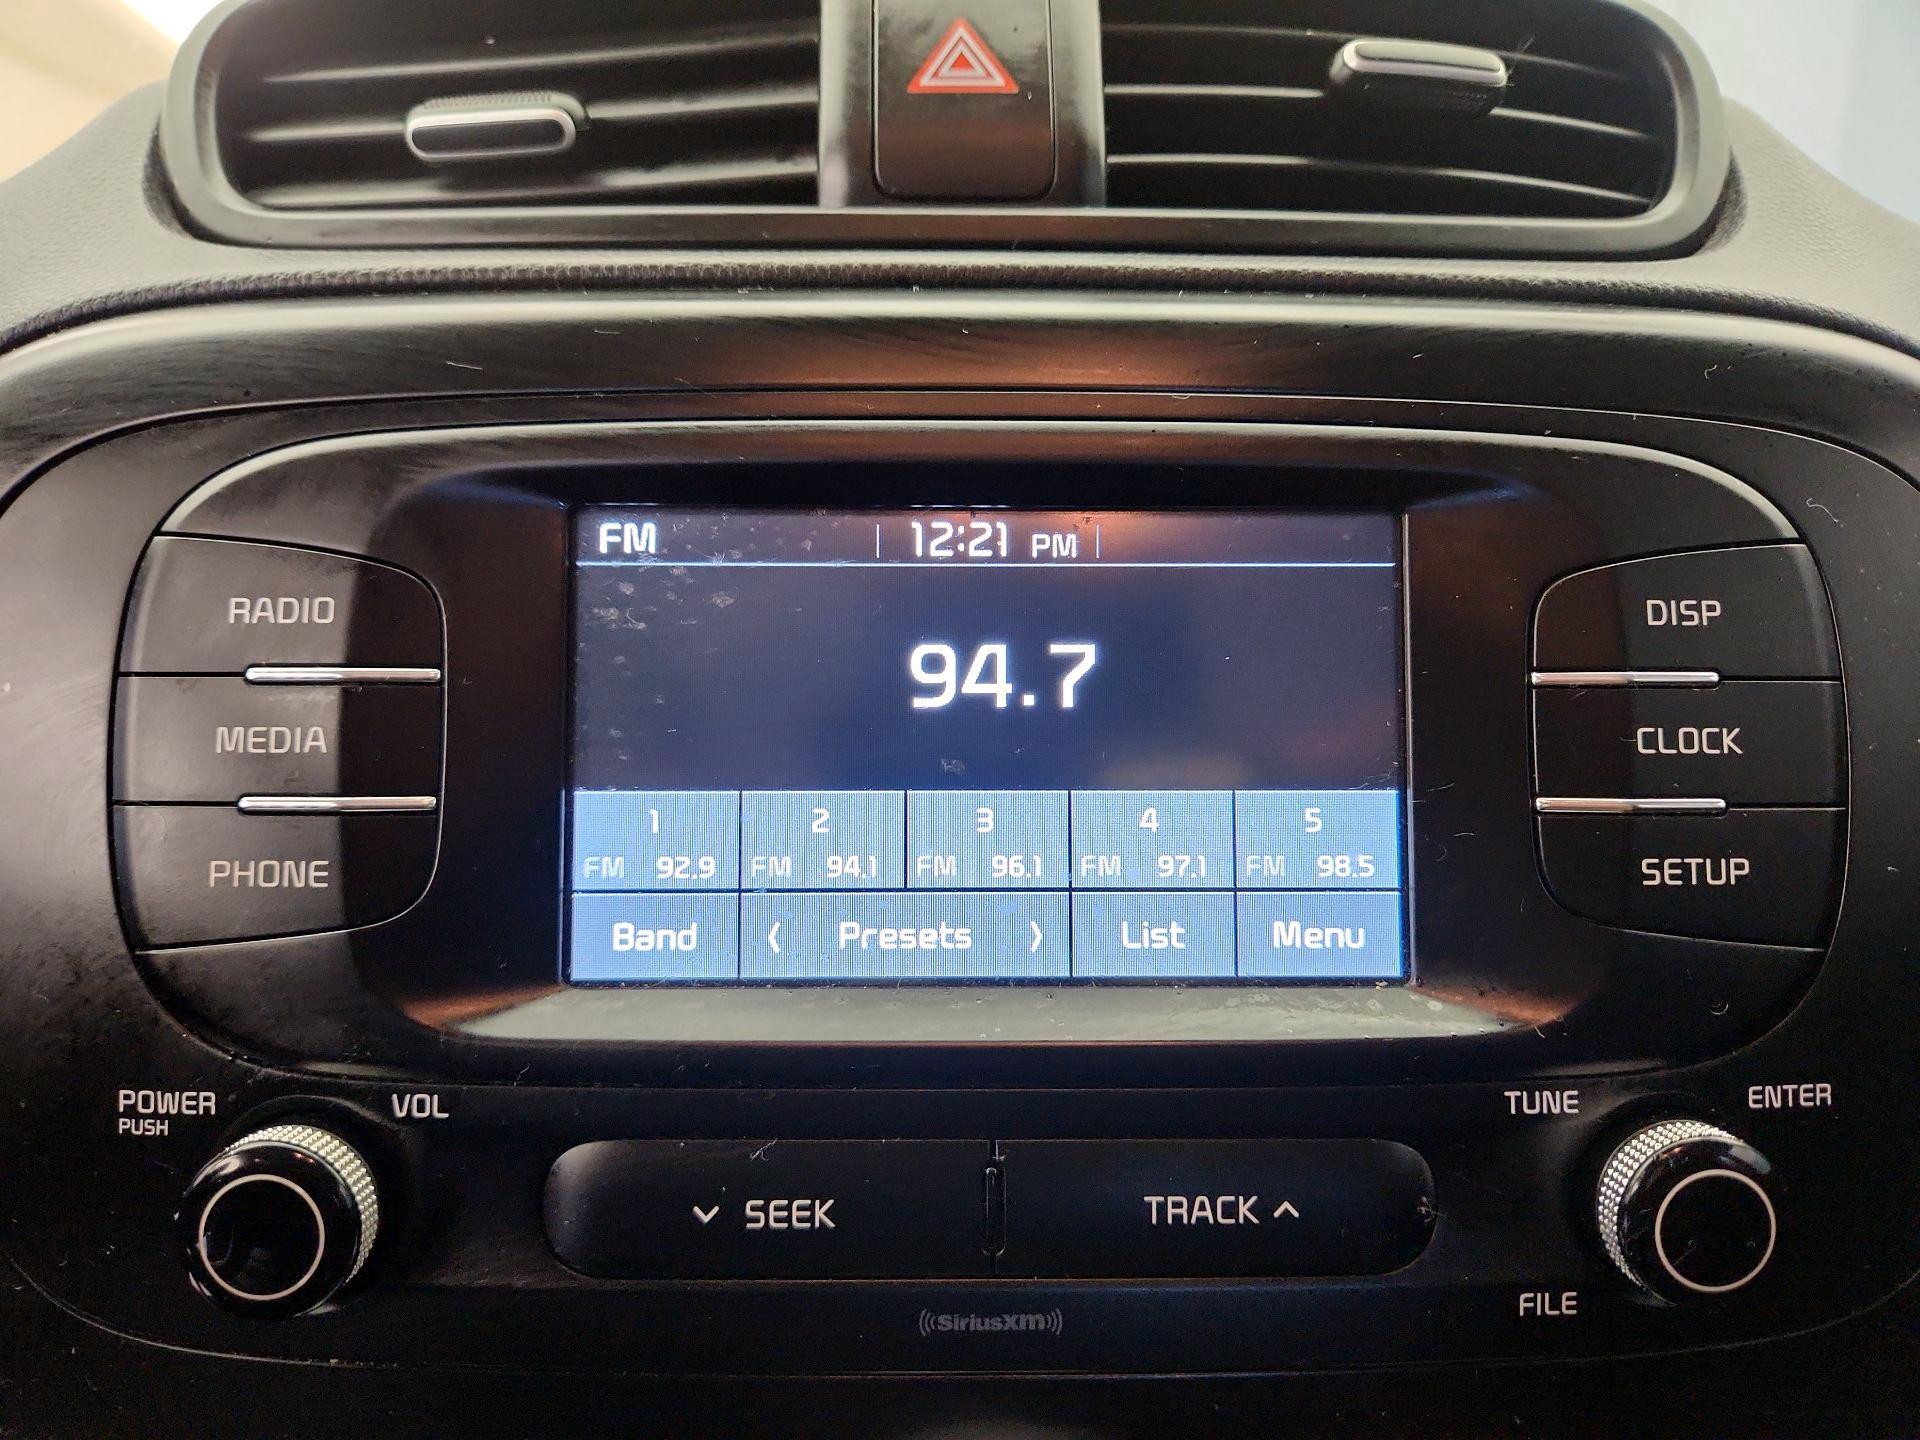 FM 12:21 PM
94.7
1 2 3 4 5
FM 92.9 FM 94.1 FM 96.1 FM 97.1 FM 98.5
Band < Presets > List Menu
RADIO
MEDIA
PHONE
DISP
CLOCK
SETUP
POWER
PUSH
VOL
SEEK
TRACK
TUNE
ENTER
FILE
SiriusXM